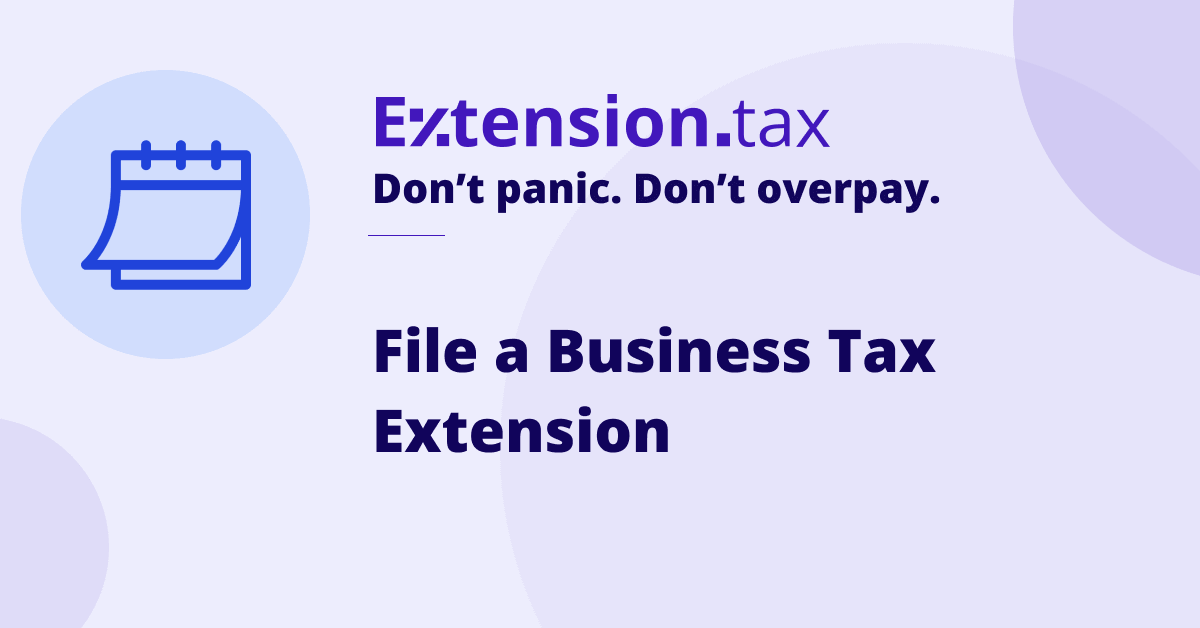 Extension.tax
Don’t panic. Don’t overpay.
File a Business Tax
Extension